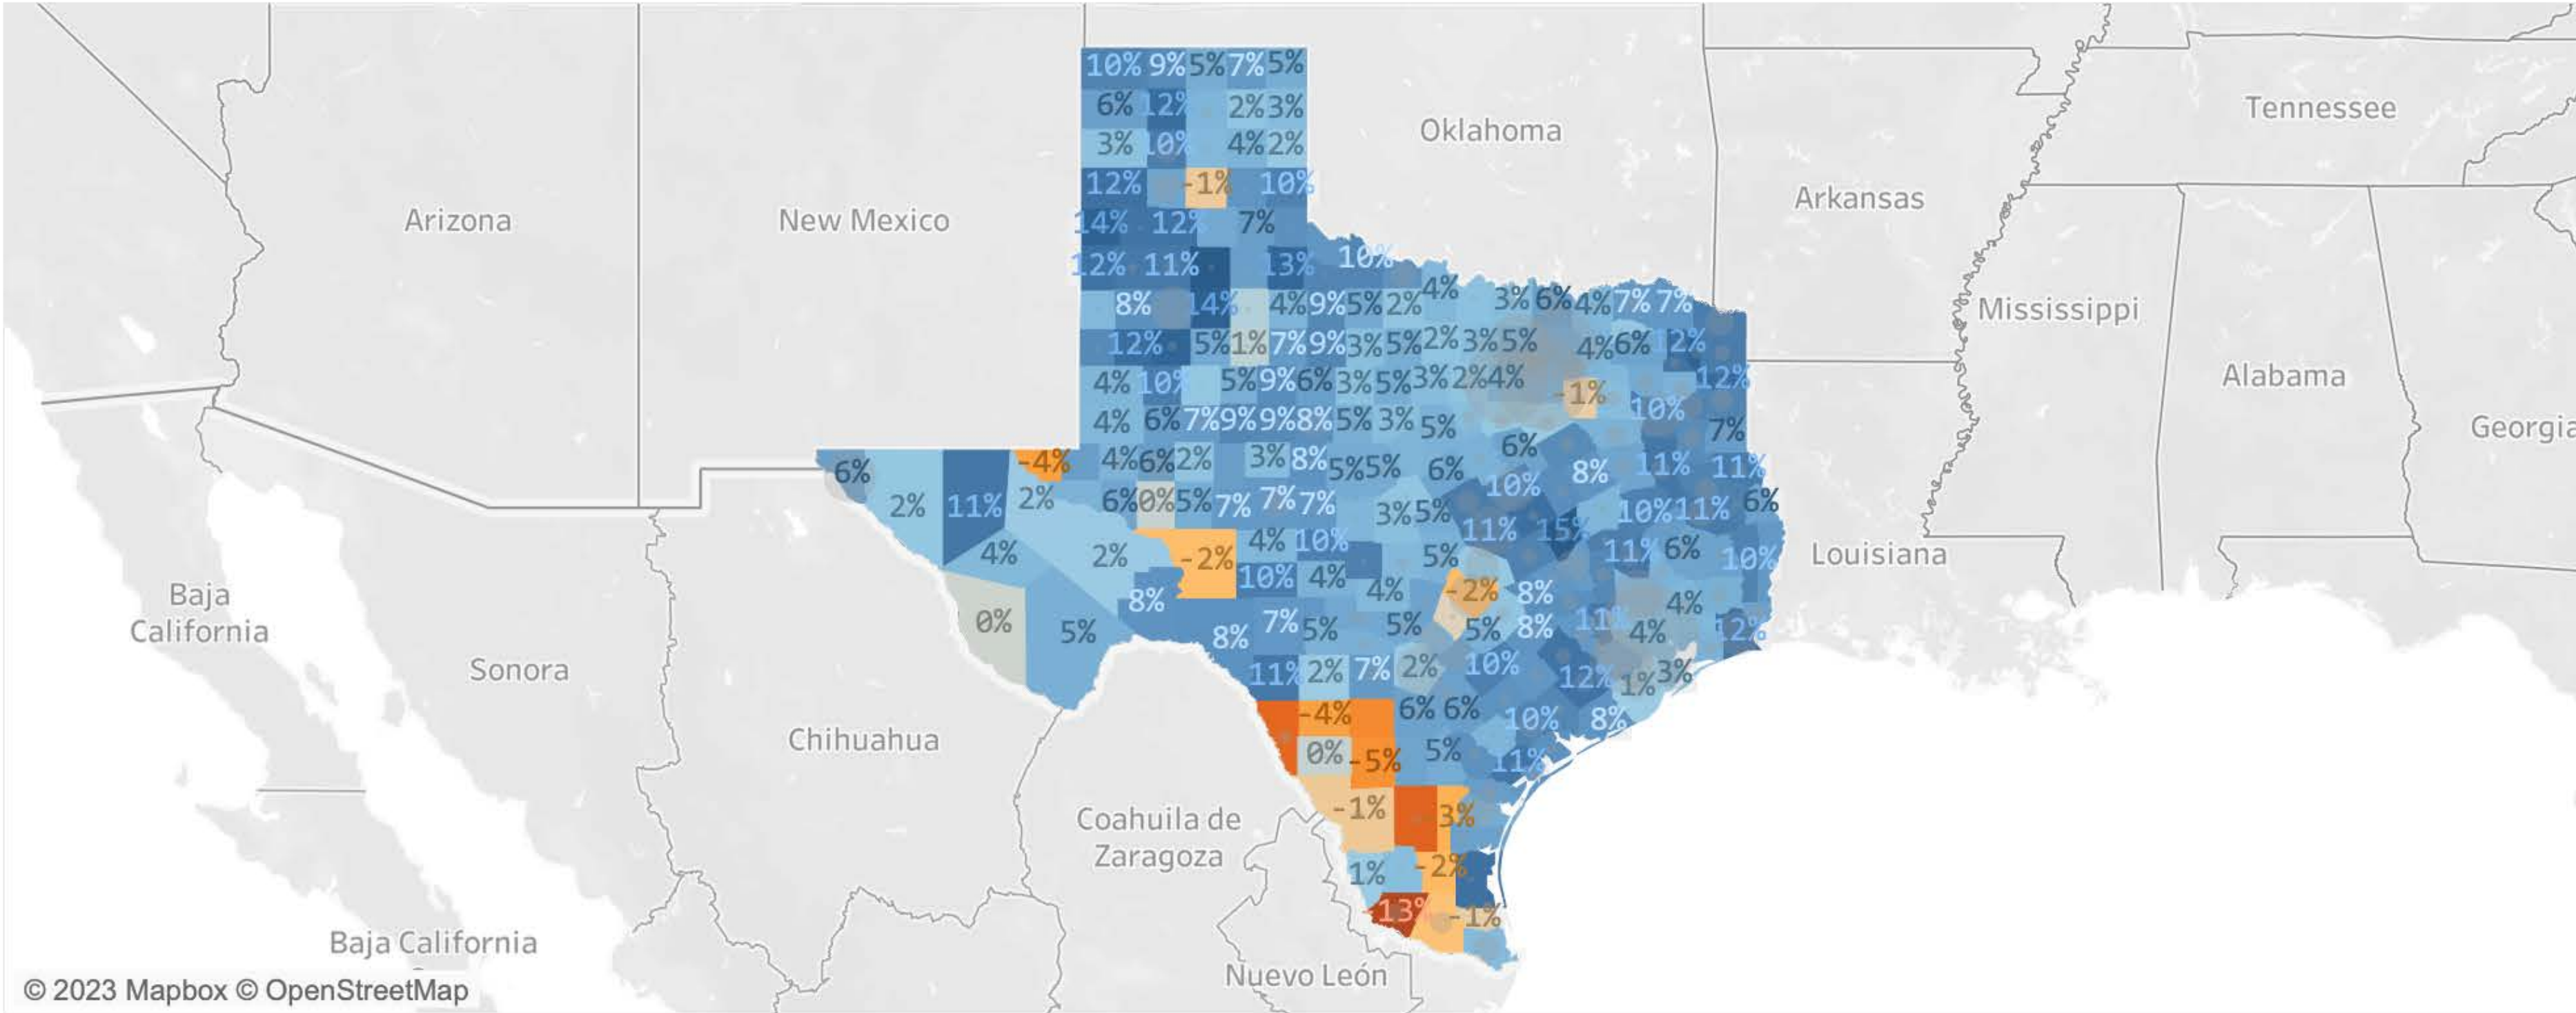 10% 9% 5% 7% 5%
6% 12% 2% 3%
Tennessee
Oklahoma
3% 10% 4% 2%
12% -1% 10%
Arkansas
Arizona
New Mexico
14% 12% 7%
12% 11% 13% 10%
4%
8% 14% 4% 9% 5% 2% 3% 6% 4% 7% 7%
Mississippi
12% 5% 1% 7% 9% 3% 5% 2% 3% 5% 4% 6% 12%
Alabama
4% 10% 5% 9% 6% 3% 5% 3% 2% 4% -1% 12%
10%
4% 6% 7% 9% 9% 8% 5% 3% 5% 7%
Georgia
6%
6% -4% 4% 6% 2% 3% 8% 5% 5% 6% 8% 11% 11%
10%
2% 11% 2% 6% 0% 5% 7% 7% 7% 3% 5% 10% 11% 6%
11% 15%
4% 2% -2% 4% 10% 5% 11% 6% 10%
Louisiana
10% 4% 4% -2% 8%
Baja
California
8% 4%
0% 5% 8% 7% 5% 5% 5% 8% 11% 4% 12%
Sonora
11% 2% 7% 2% 10% 12% 1% 3%
-4% 6% 6% 10% 8%
Chihuahua
0% -5% 5% 11%
-1% 3%
Coahuila de
Zaragoza
1% -2%
-13% -1%
Baja California
Nuevo León
© 2023 Mapbox © OpenStreetMap